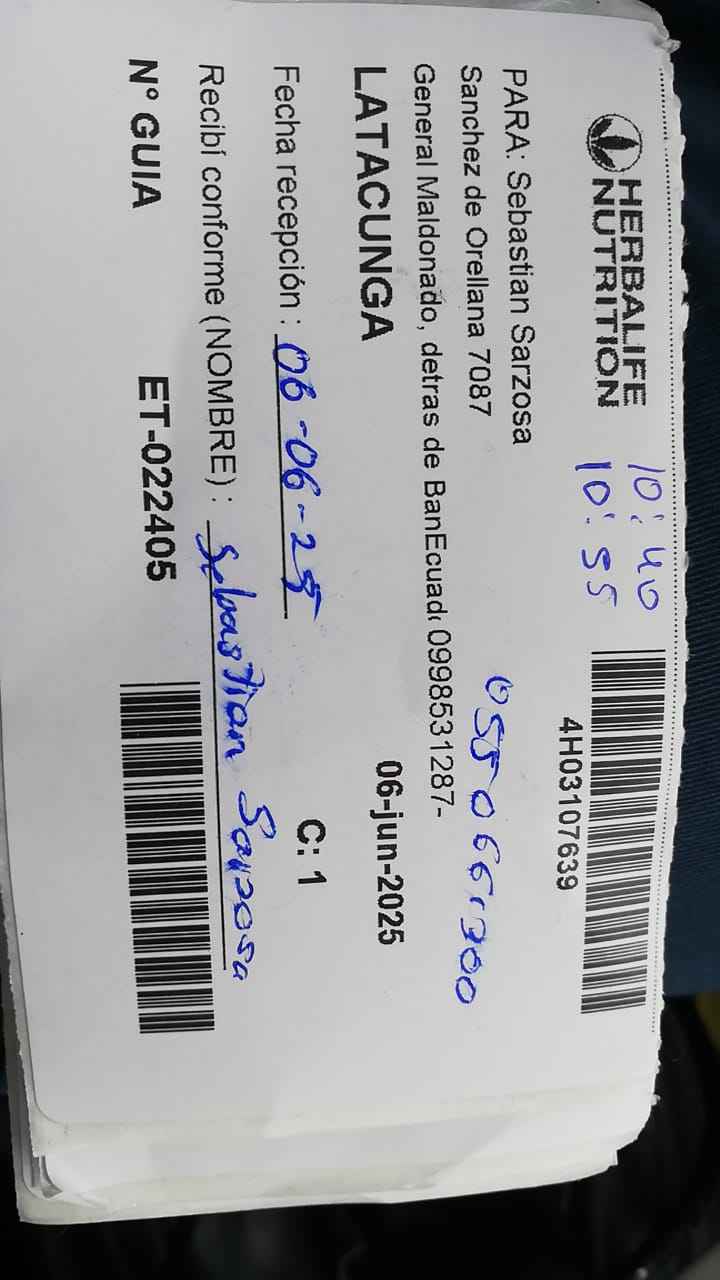 HERBALIFE
NUTRITION
10:40
10:55
4H03107639
PARA: Sebastian Sarzosa
Sanchez de Orellana 7087
General Maldonado, detras de BanEcuad 0998531287-
LATACUNGA
06-jun-2025
Fecha recepción : 06-06-25
C: 1
Recibí conforme (NOMBRE) : Sebastian Sarzosa
N° GUIA ET-022405